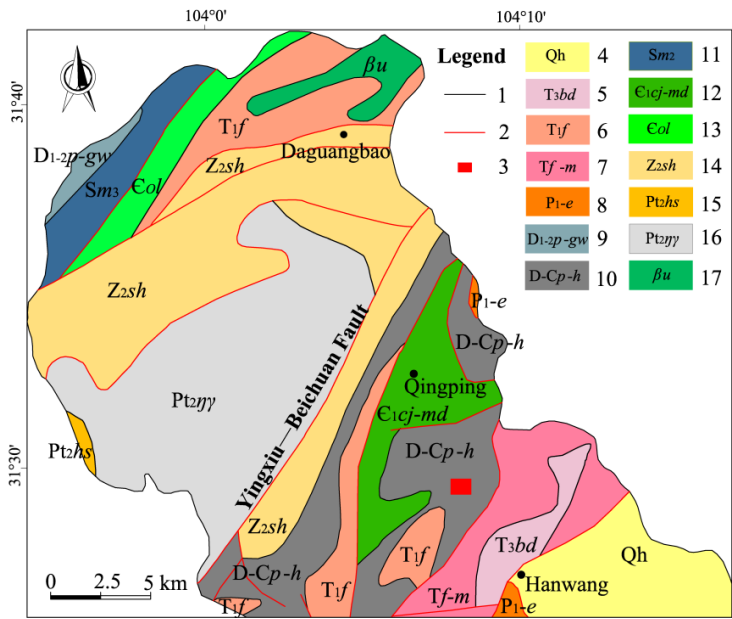 104°0′
104°10′
31°40′
31°30′
Legend
1
2
3
Qh 4
T3bd 5
T1f 6
Tf-m 7
P1-e 8
D1-2p-gw 9
D-Cp-h 10
Sm2 11
Є1cj-md 12
Єol 13
Z2sh 14
Pt2hs 15
Pt2ηγ 16
βu 17
βu
T1f
Daguangbao
D1-2p-gw
Z2sh
Sm3
Єol
Z2sh
P1-e
D-Cp-h
Yingxiu—Beichuan Fault
Qingping
Pt2ηγ
Є1cj-md
Pt2hs
D-Cp-h
Z2sh
T3bd
T1f
Qh
D-Cp-h
Hanwang
T1f
Tf-m
T1f
P1-e
0 2.5 5 km